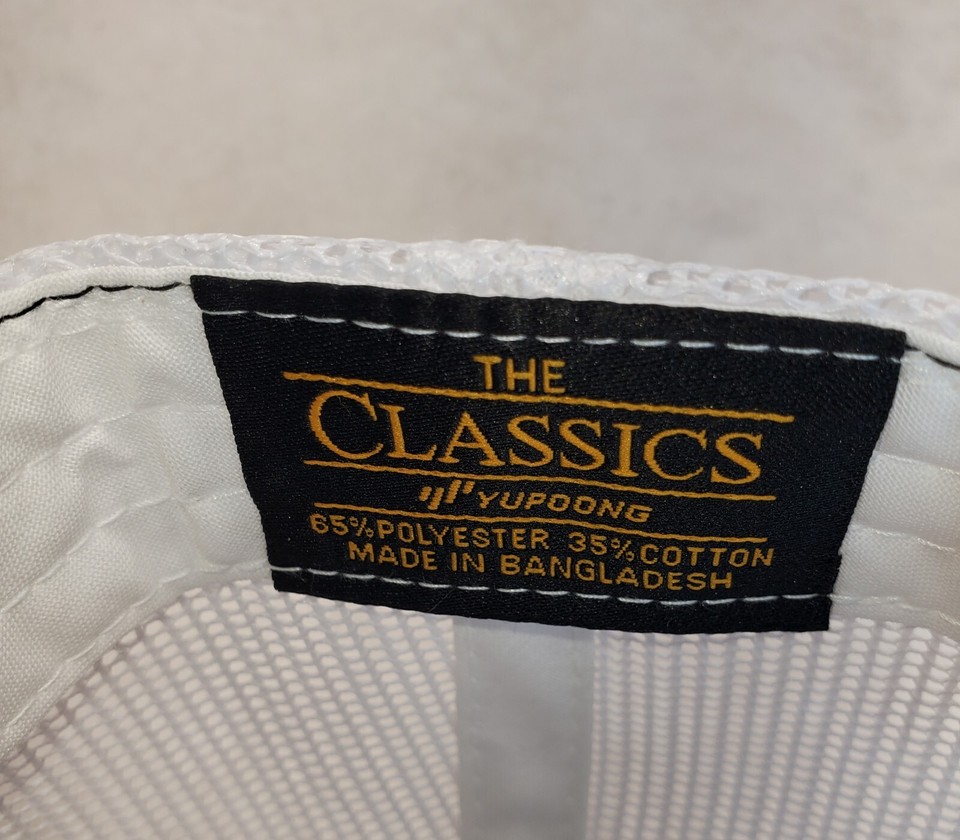 THE
CLASSICS
YUPOONG
65% POLYESTER 35% COTTON
MADE IN BANGLADESH